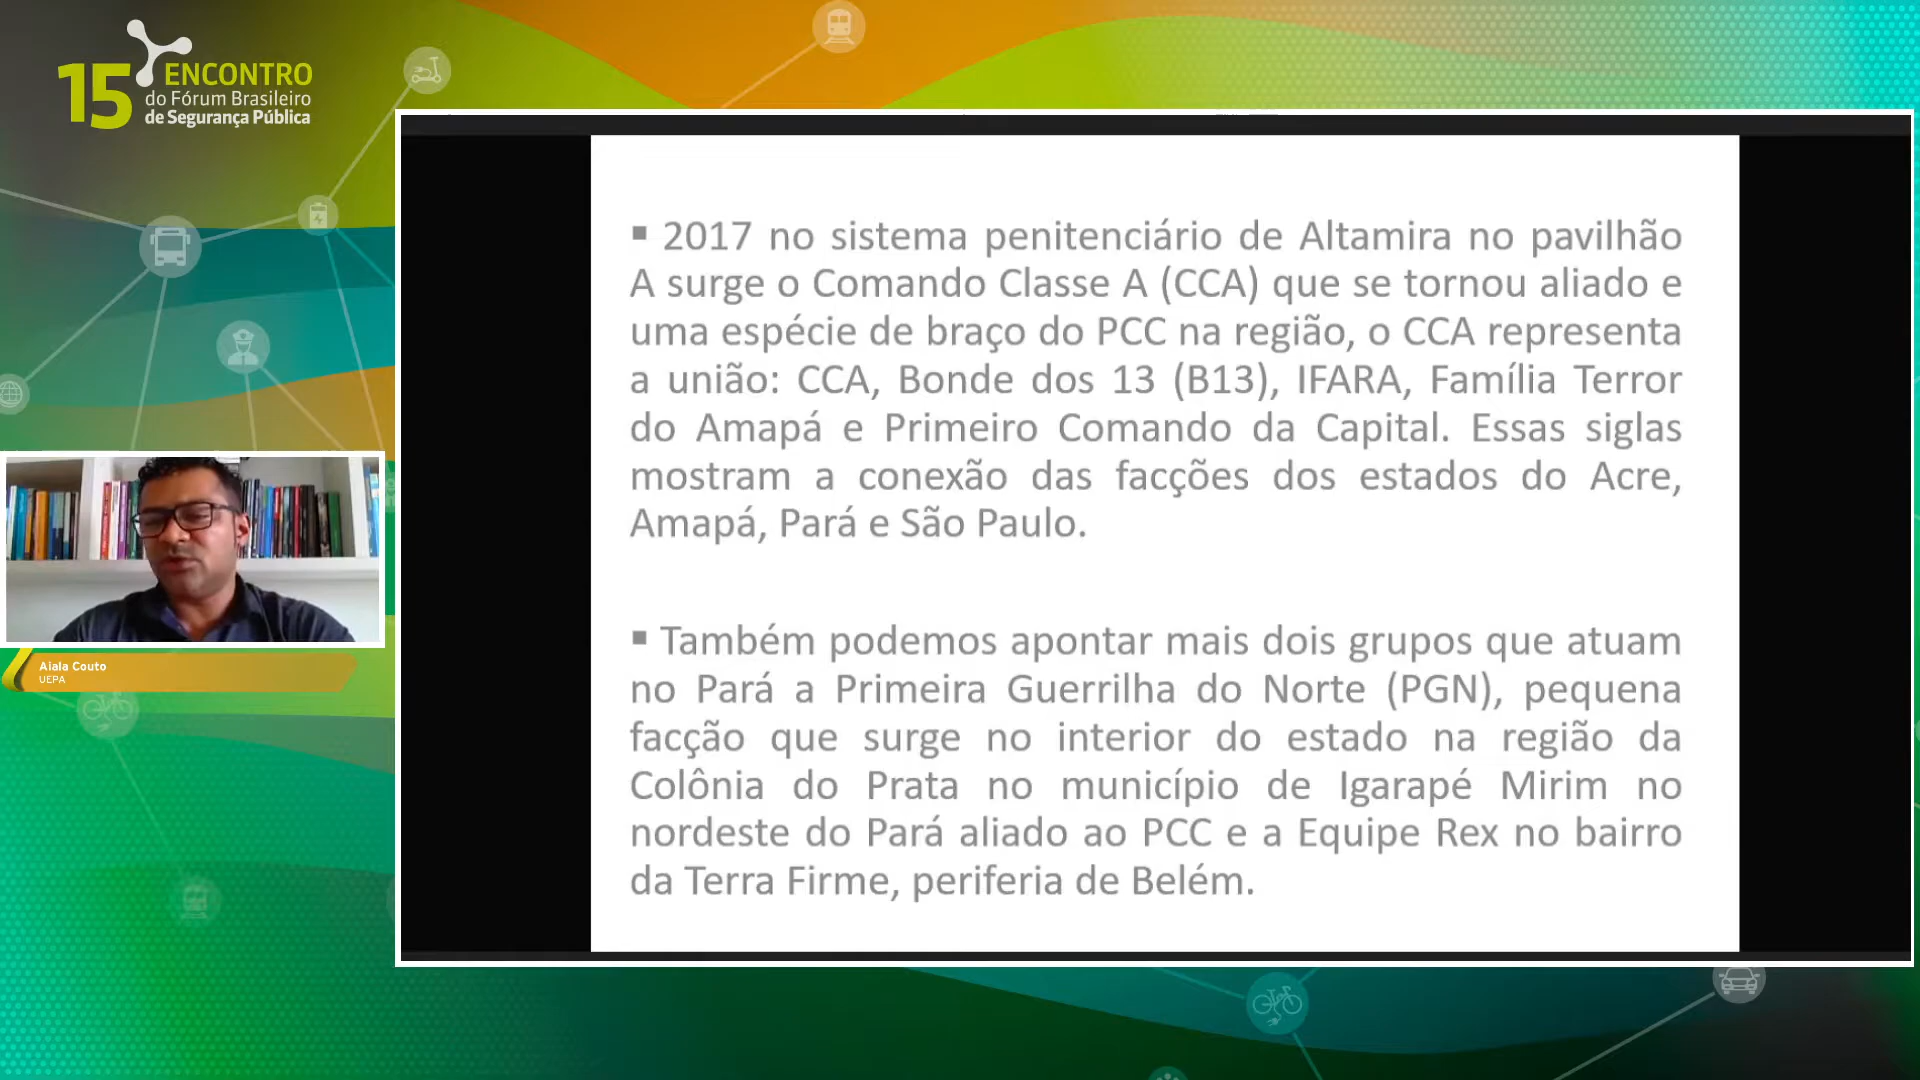 15 ENCONTRO
do Fórum Brasileiro
de Segurança Pública
▪ 2017 no sistema penitenciário de Altamira no pavilhão
A surge o Comando Classe A (CCA) que se tornou aliado e
uma espécie de braço do PCC na região, o CCA representa
a união: CCA, Bonde dos 13 (B13), IFARA, Família Terror
do Amapá e Primeiro Comando da Capital. Essas siglas
mostram a conexão das facções dos estados do Acre,
Amapá, Pará e São Paulo.
▪ Também podemos apontar mais dois grupos que atuam
no Pará a Primeira Guerrilha do Norte (PGN), pequena
facção que surge no interior do estado na região da
Colônia do Prata no município de Igarapé Mirim no
nordeste do Pará aliado ao PCC e a Equipe Rex no bairro
da Terra Firme, periferia de Belém.
Aiala Couto
UEPA